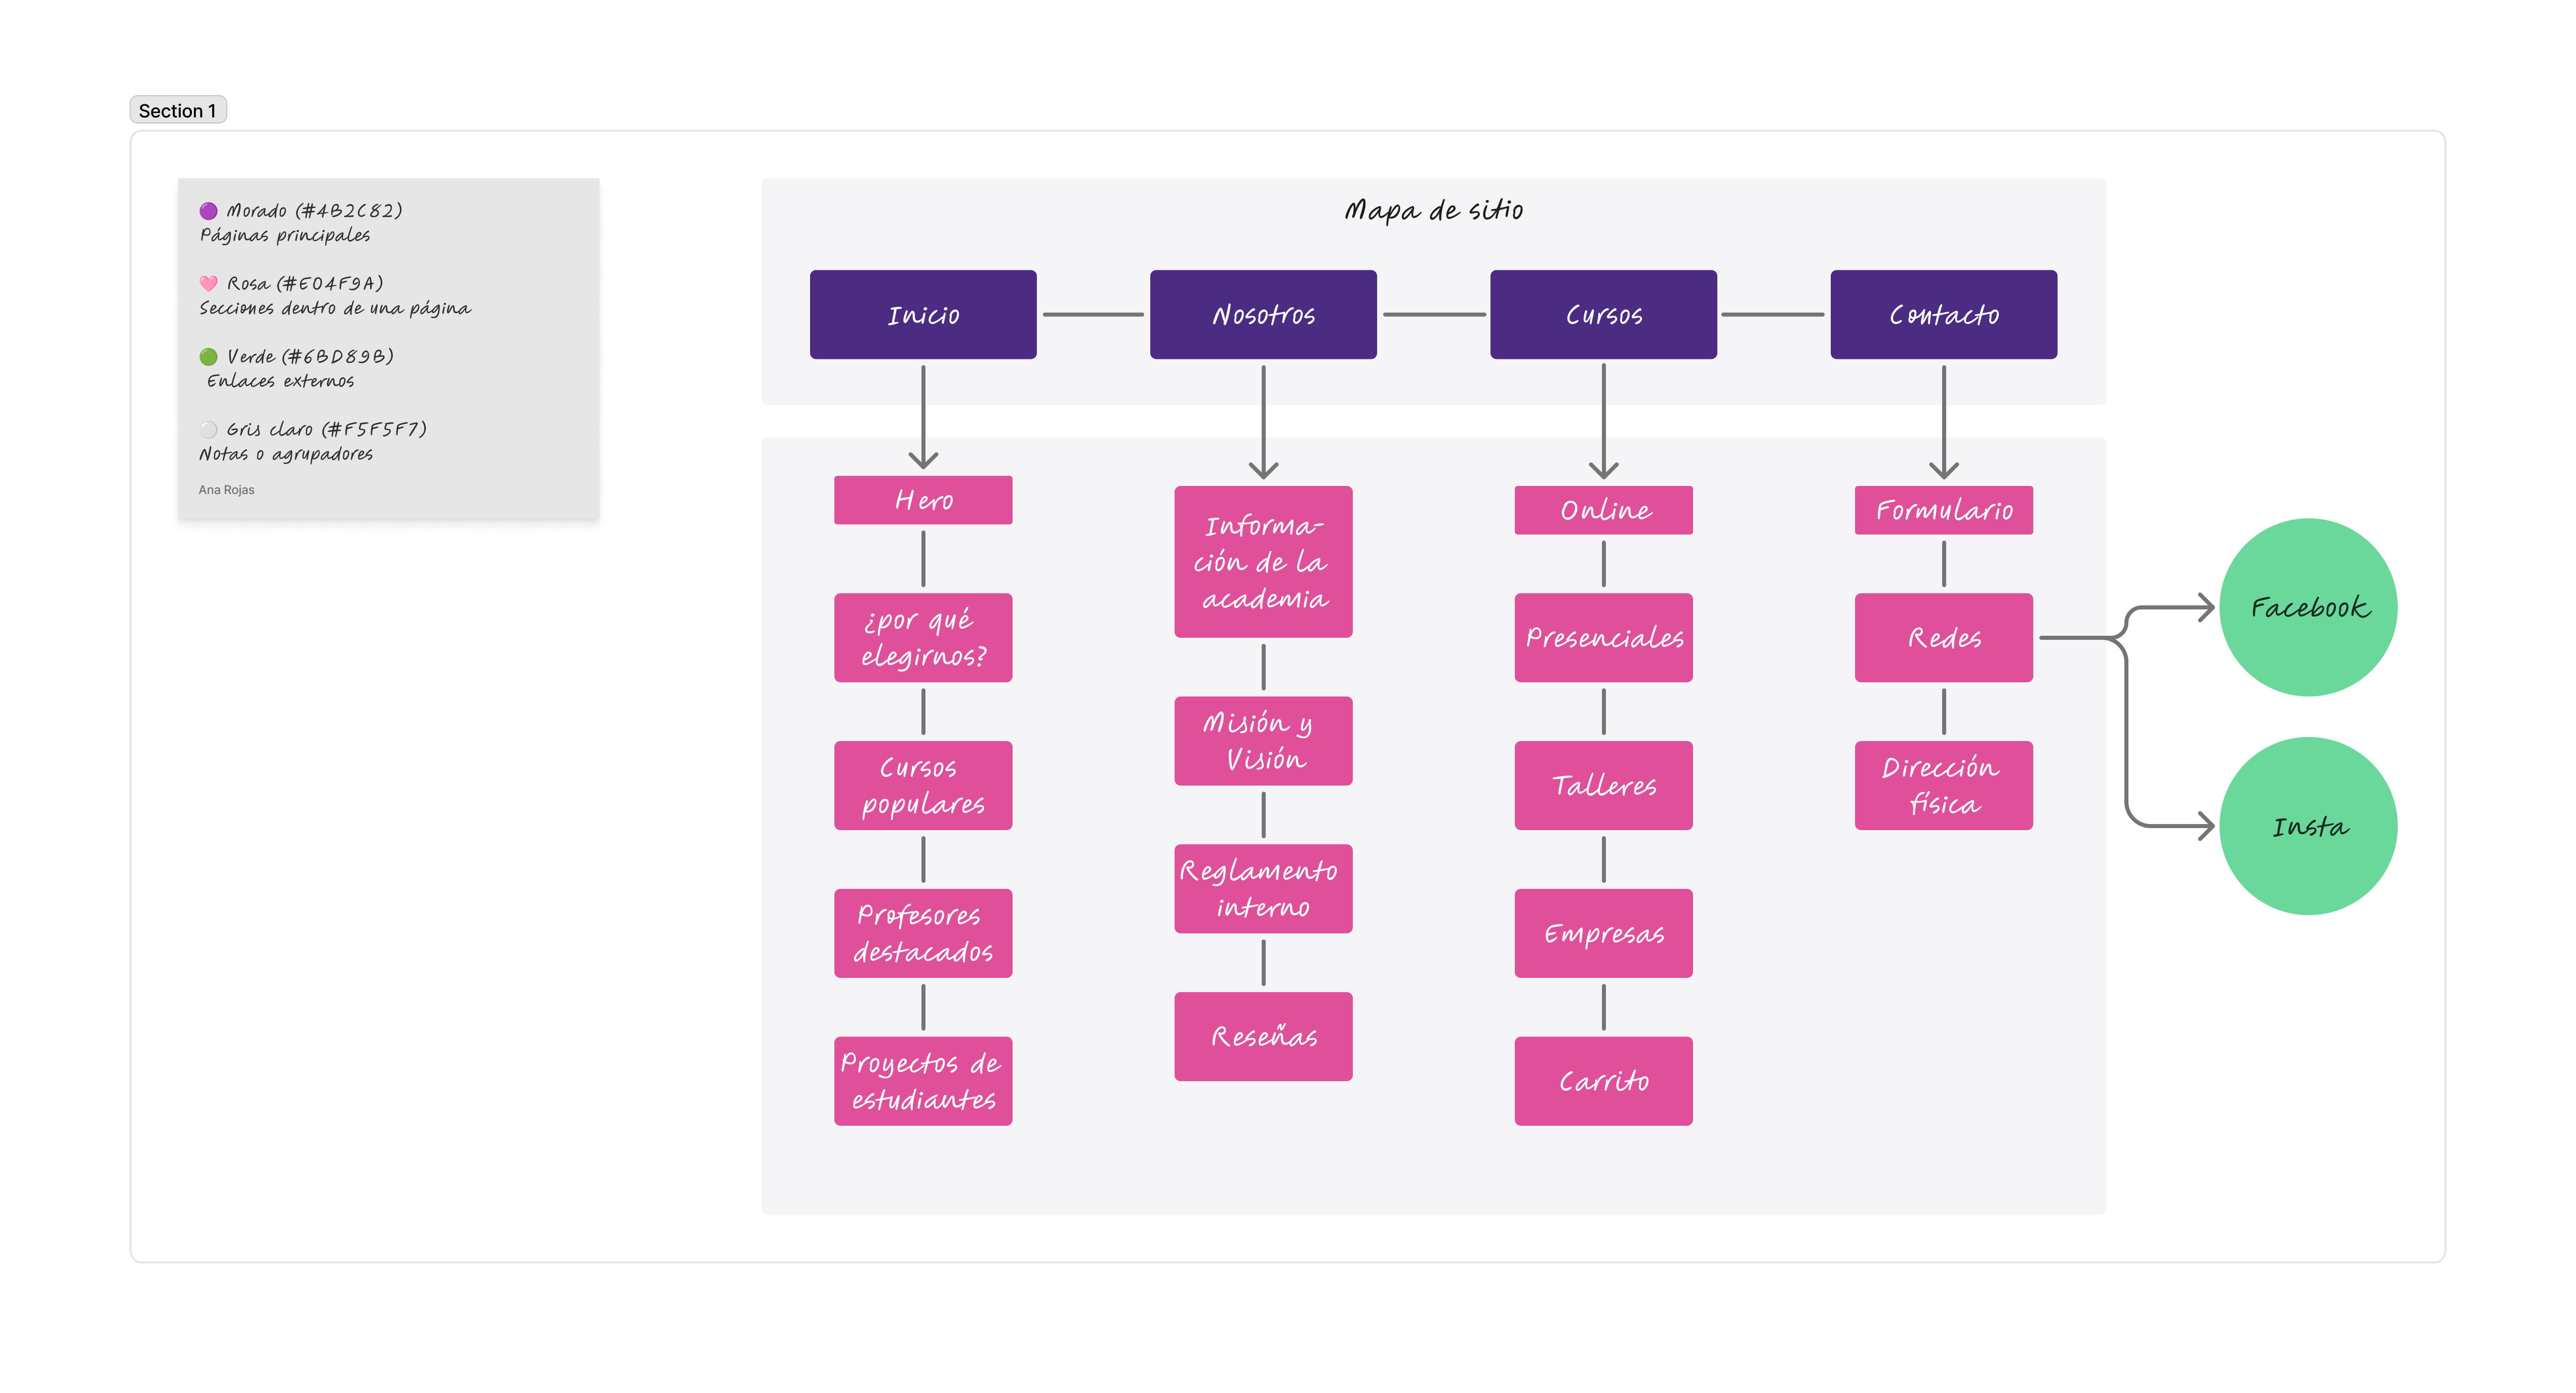 Section 1
🟣 Morado (#4B2C82)
Páginas principales
🩷 Rosa (#E04F9A)
Secciones dentro de una página
🟢 Verde (#6BD89B)
Enlaces externos
⚪ Gris claro (#F5F5F7)
Notas o agrupadores
Ana Rojas
Mapa de sitio
Inicio
Nosotros
Cursos
Contacto
Hero
¿por qué
elegirnos?
Cursos
populares
Profesores
destacados
Proyectos de
estudiantes
Informa-
ción de la
academia
Misión y
Visión
Reglamento
interno
Reseñas
Online
Presenciales
Talleres
Empresas
Carrito
Formulario
Redes
Dirección
física
Facebook
Insta